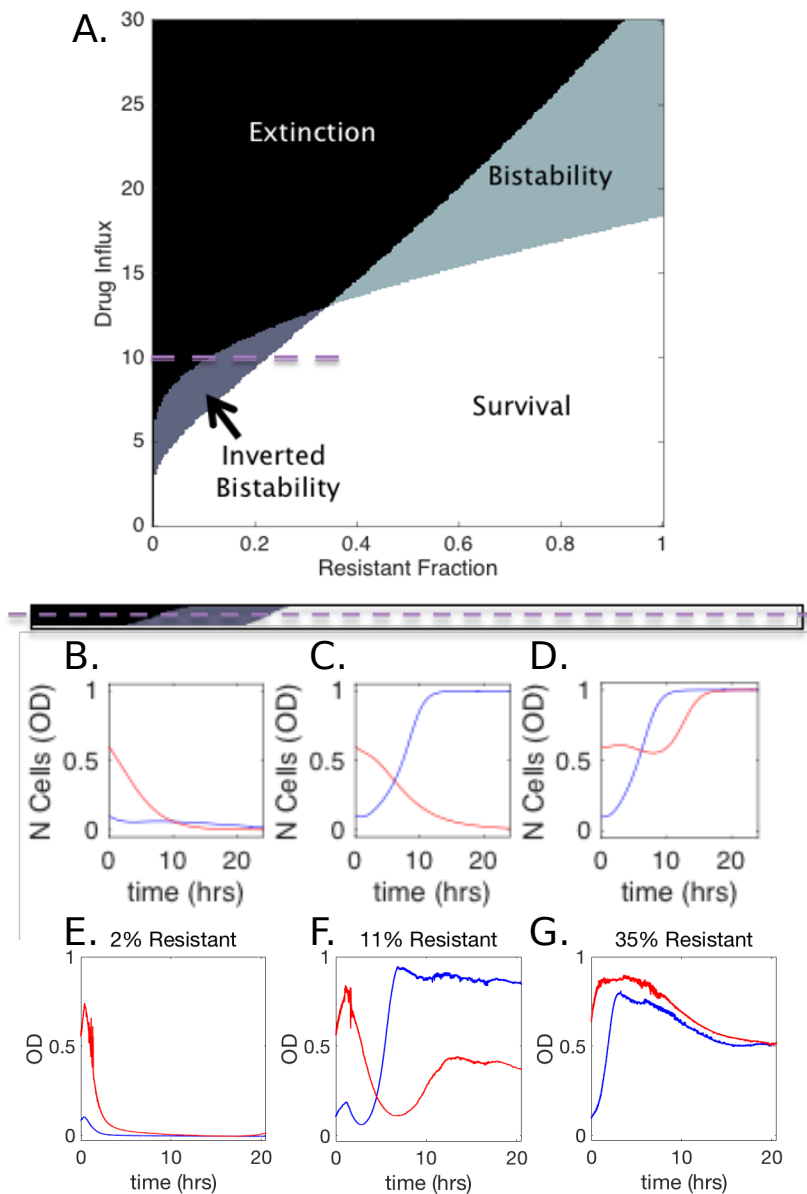 A.
30
25
20
15
10
5
0
Drug Influx
Extinction
Bistability
Survival
Inverted
Bistability
0 0.2 0.4 0.6 0.8 1
Resistant Fraction
B. C. D.
N Cells (OD)
1
0.5
0
0 10 20
time (hrs)
N Cells (OD)
1
0.5
0
0 10 20
time (hrs)
N Cells (OD)
1
0.5
0
0 10 20
time (hrs)
E. 2% Resistant
OD
1
0.5
0
0 10 20
time (hrs)
F. 11% Resistant
OD
1
0.5
0
0 10 20
time (hrs)
G. 35% Resistant
OD
1
0.5
0
0 10 20
time (hrs)